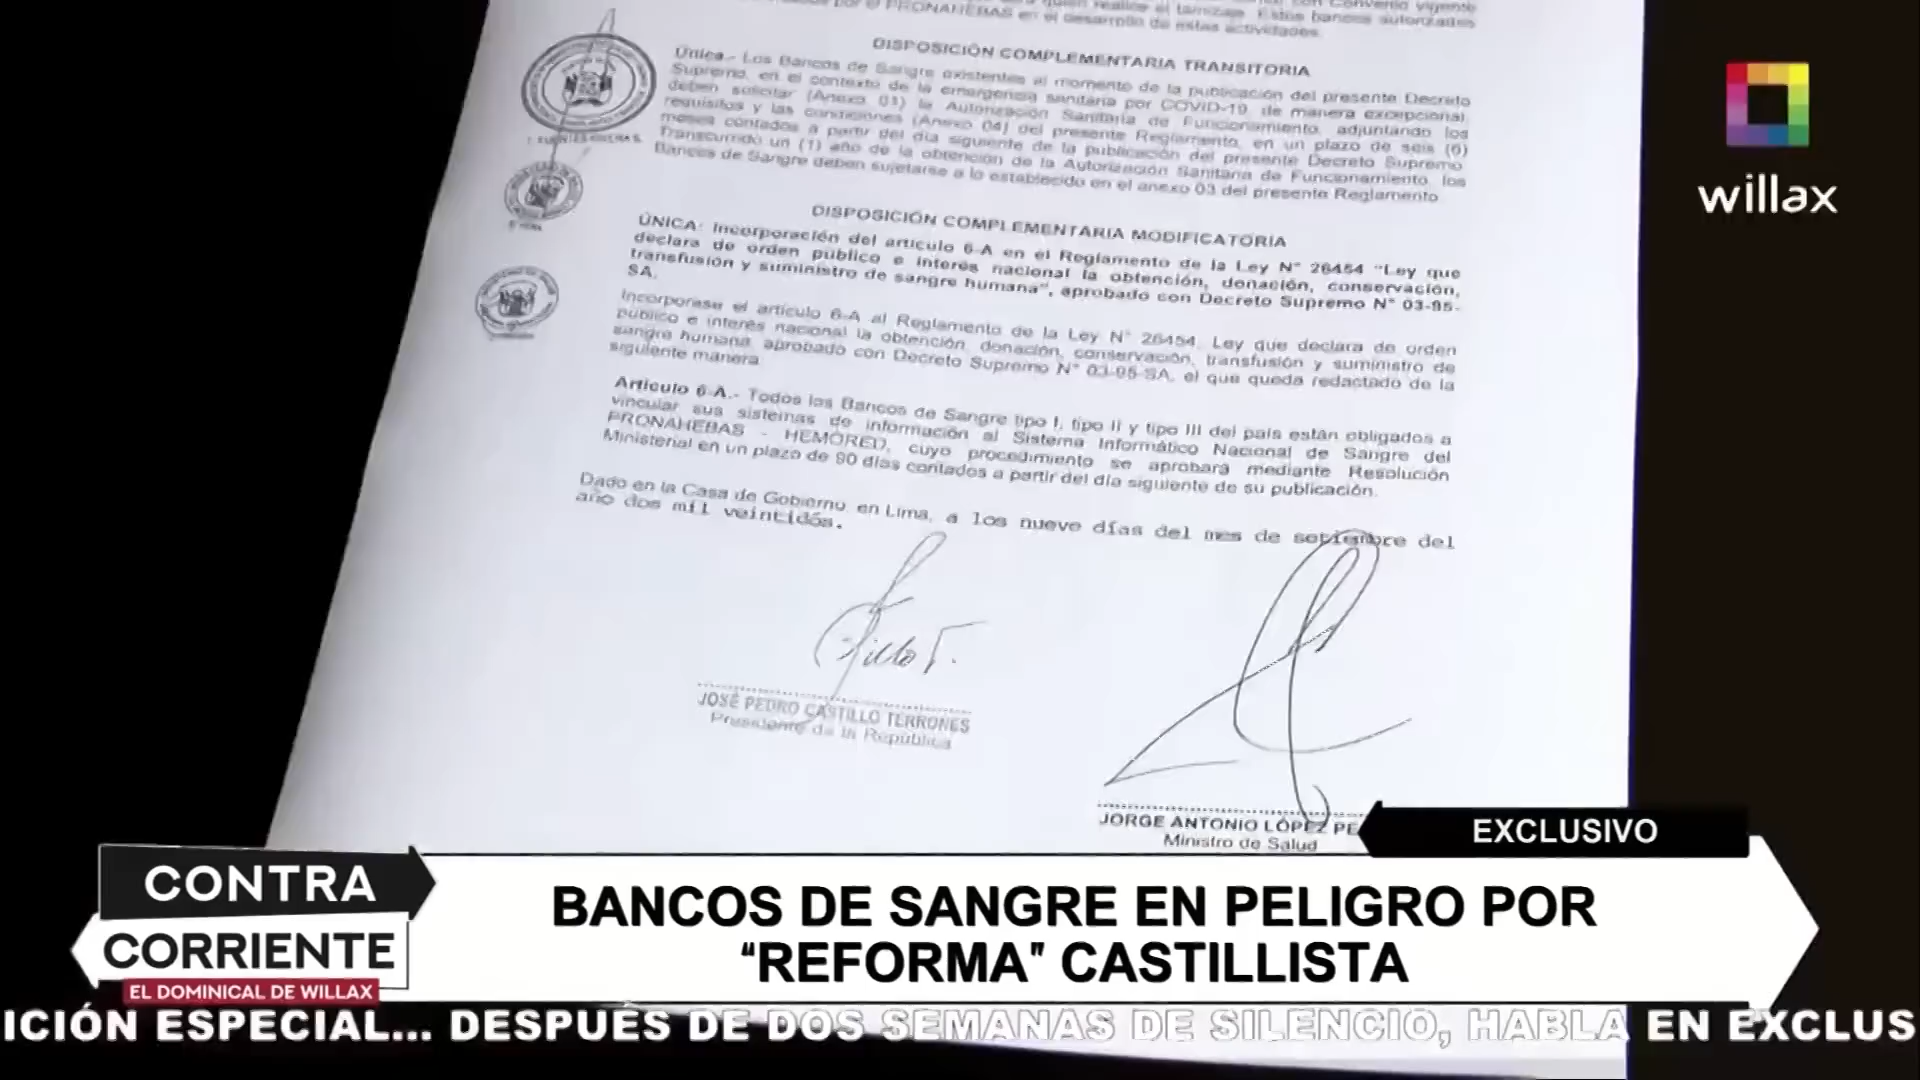 quien realice el tamizaje. Estos bancos autorizados
por el PRONAHEBAS en el desarrollo de estas actividades.
DISPOSICIÓN COMPLEMENTARIA TRANSITORIA
Única.- Los Bancos de Sangre existentes al momento de la publicación del presente Decreto
Supremo, en el contexto de la emergencia sanitaria por COVID-19, de manera excepcional,
deben solicitar (Anexo 01) la Autorización Sanitaria de Funcionamiento, adjuntando los
requisitos y las condiciones (Anexo 04) del presente Reglamento, en un plazo de seis (6)
meses contados a partir del día siguiente de la publicación del presente Decreto Supremo.
Transcurrido un (1) año de la obtención de la Autorización Sanitaria de Funcionamiento, los
Bancos de Sangre deben sujetarse a lo establecido en el anexo 03 del presente Reglamento.
DISPOSICIÓN COMPLEMENTARIA MODIFICATORIA
ÚNICA: Incorporación del artículo 6-A en el Reglamento de la Ley N° 26454 "Ley que
declara de orden público e interés nacional la obtención, donación, conservación,
transfusión y suministro de sangre humana", aprobado con Decreto Supremo N° 03-95-
SA.
Incorpórase el artículo 6-A al Reglamento de la Ley N° 26454, Ley que declara de orden
público e interés nacional la obtención, donación, conservación, transfusión y suministro de
sangre humana, aprobado con Decreto Supremo N° 03-95-SA, el que queda redactado de la
siguiente manera:
Artículo 6-A.- Todos los Bancos de Sangre tipo I, tipo II y tipo III del país están obligados a
vincular sus sistemas de información al Sistema Informático Nacional de Sangre del
PRONAHEBAS - HEMORED, cuyo procedimiento se aprobará mediante Resolución
Ministerial en un plazo de 90 días contados a partir del día siguiente de su publicación.
Dado en la Casa de Gobierno, en Lima, a los nueve días del mes de setiembre del
año dos mil veintidós.
JOSÉ PEDRO CASTILLO TERRONES
Presidente de la República
JORGE ANTONIO LÓPEZ PE
Ministro de Salud
willax
EXCLUSIVO
CONTRA
CORRIENTE
EL DOMINICAL DE WILLAX
BANCOS DE SANGRE EN PELIGRO POR
“REFORMA” CASTILLISTA
ICIÓN ESPECIAL... DESPUÉS DE DOS SEMANAS DE SILENCIO, HABLA EN EXCLUS